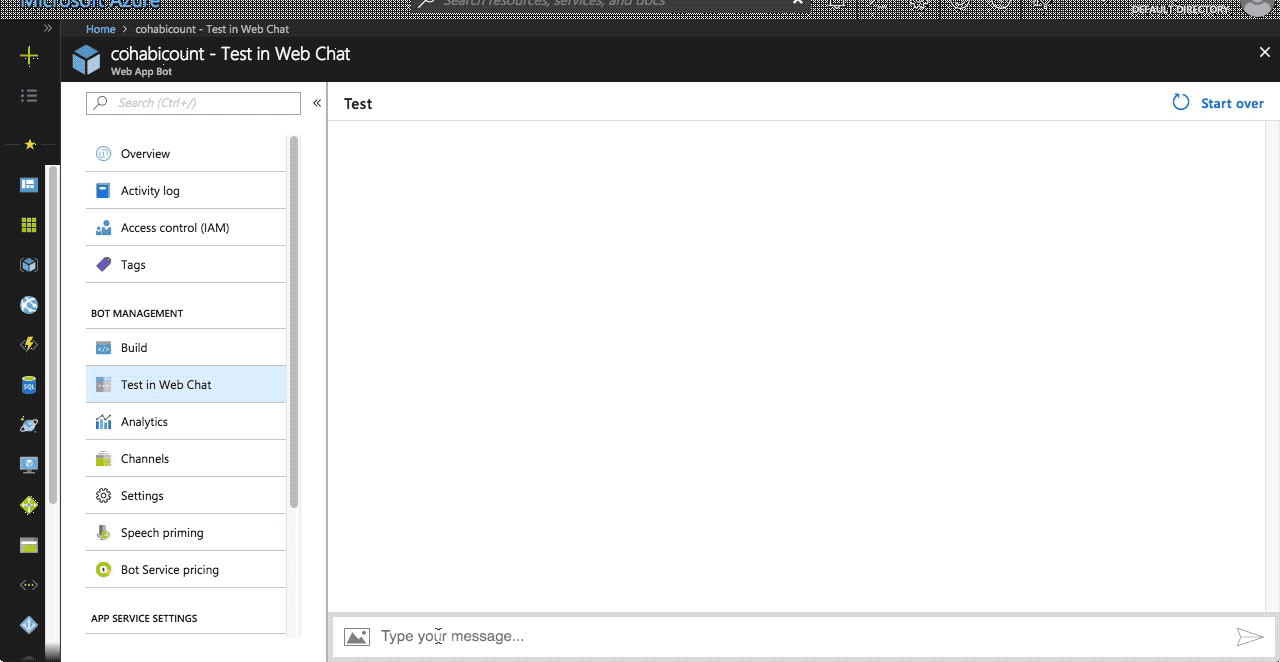 Microsoft Azure
Search resources, services, and docs
DEFAULT DIRECTORY
Home > cohabicount - Test in Web Chat
cohabicount - Test in Web Chat
Web App Bot
Search (Ctrl+/)
Test
Start over
Overview
Activity log
Access control (IAM)
Tags
BOT MANAGEMENT
Build
Test in Web Chat
Analytics
Channels
Settings
Speech priming
Bot Service pricing
APP SERVICE SETTINGS
Type your message...